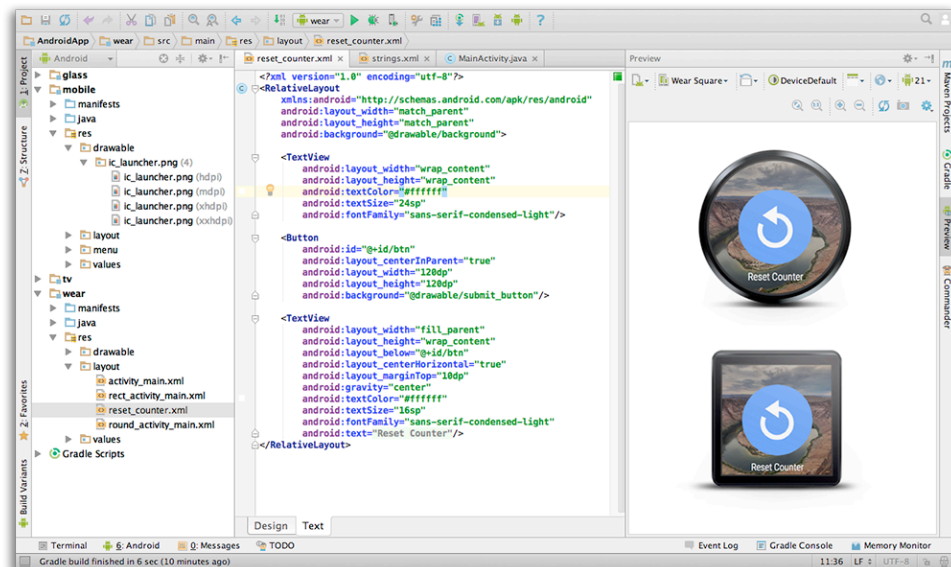 wear
AndroidApp wear src main res layout reset_counter.xml
1: Project
Z: Structure
2: Favorites
Build Variants
Android
glass
mobile
manifests
java
res
drawable
ic_launcher.png (4)
ic_launcher.png (hdpi)
ic_launcher.png (mdpi)
ic_launcher.png (xhdpi)
ic_launcher.png (xxhdpi)
layout
menu
values
tv
wear
manifests
java
res
drawable
layout
activity_main.xml
rect_activity_main.xml
reset_counter.xml
round_activity_main.xml
values
Gradle Scripts
reset_counter.xml strings.xml MainActivity.java
<?xml version="1.0" encoding="utf-8"?>
<RelativeLayout
xmlns:android="http://schemas.android.com/apk/res/android"
android:layout_width="match_parent
android:layout_height="match_parent
android:background="@drawable/background">
<TextView
android:layout_width="wrap_content"
android:layout_height="wrap_content"
android:textColor="#ffffff"
android:textSize="24sp"
android:fontFamily="sans-serif-condensed-light"/>
<Button
android:id="@+id/btn"
android:layout_centerInParent="true"
android:layout_width="120dp"
android:layout_height="120dp"
android:background="@drawable/submit_button"/>
<TextView
android:layout_width="fill_parent"
android:layout_height="wrap_content"
android:layout_below="@+id/btn"
android:layout_centerHorizontal="true"
android:layout_marginTop="10dp"
android:gravity="center"
android:textColor="#ffffff"
android:textSize="16sp"
android:fontFamily="sans-serif-condensed-light"
android:text="Reset Counter"/>
</RelativeLayout>
Design Text
Preview
Wear Square DeviceDefault 21
Reset Counter
Reset Counter
Maven Projects
Gradle
Preview
Commander
Terminal 6: Android 0: Messages TODO Event Log Gradle Console Memory Monitor
Gradle build finished in 6 sec (10 minutes ago) 11:36 LF UTF-8